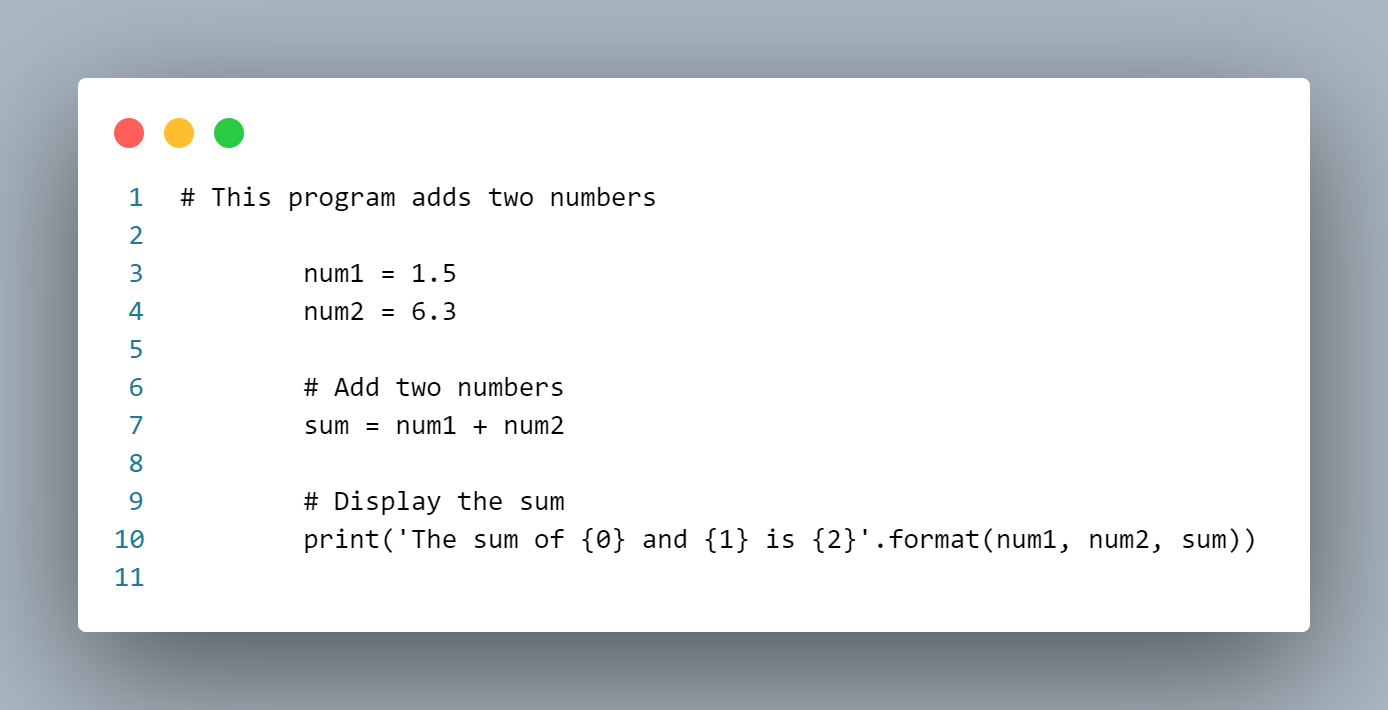 1 # This program adds two numbers
2
3         num1 = 1.5
4         num2 = 6.3
5
6         # Add two numbers
7         sum = num1 + num2
8
9         # Display the sum
10         print('The sum of {0} and {1} is {2}'.format(num1, num2, sum))
11